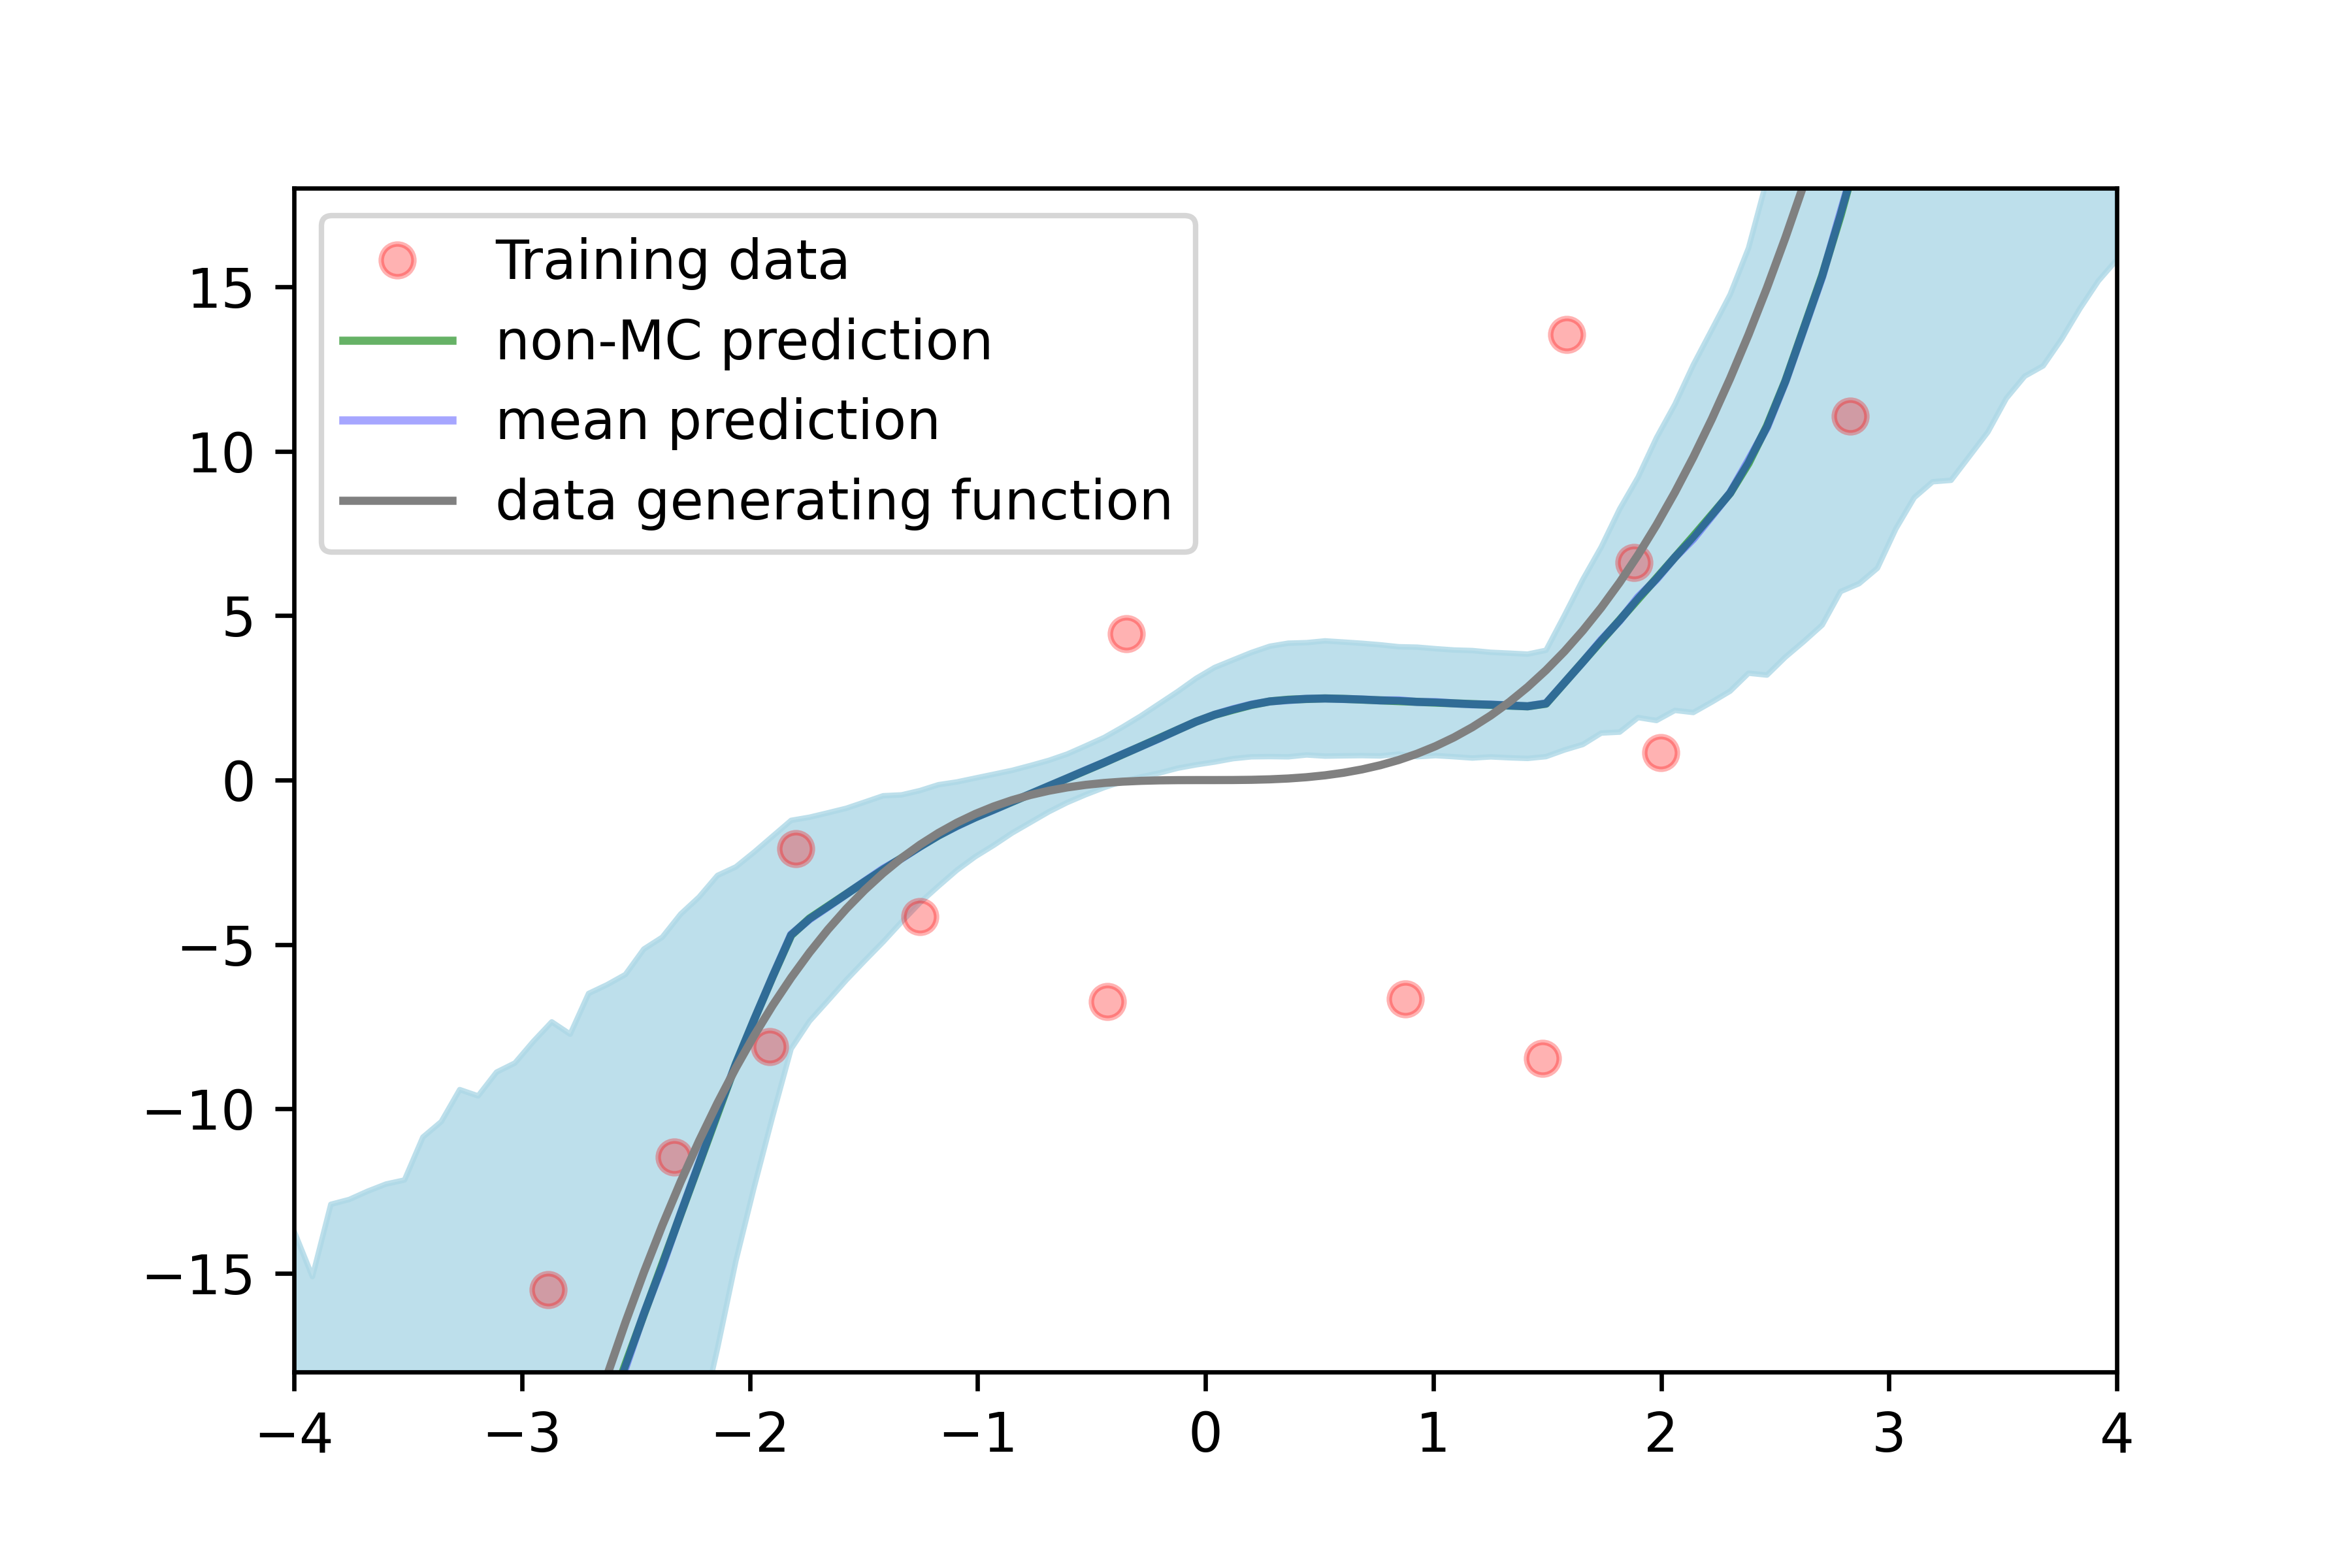 Training data
non-MC prediction
mean prediction
data generating function
15
10
5
0
−5
−10
−15
−4 −3 −2 −1 0 1 2 3 4